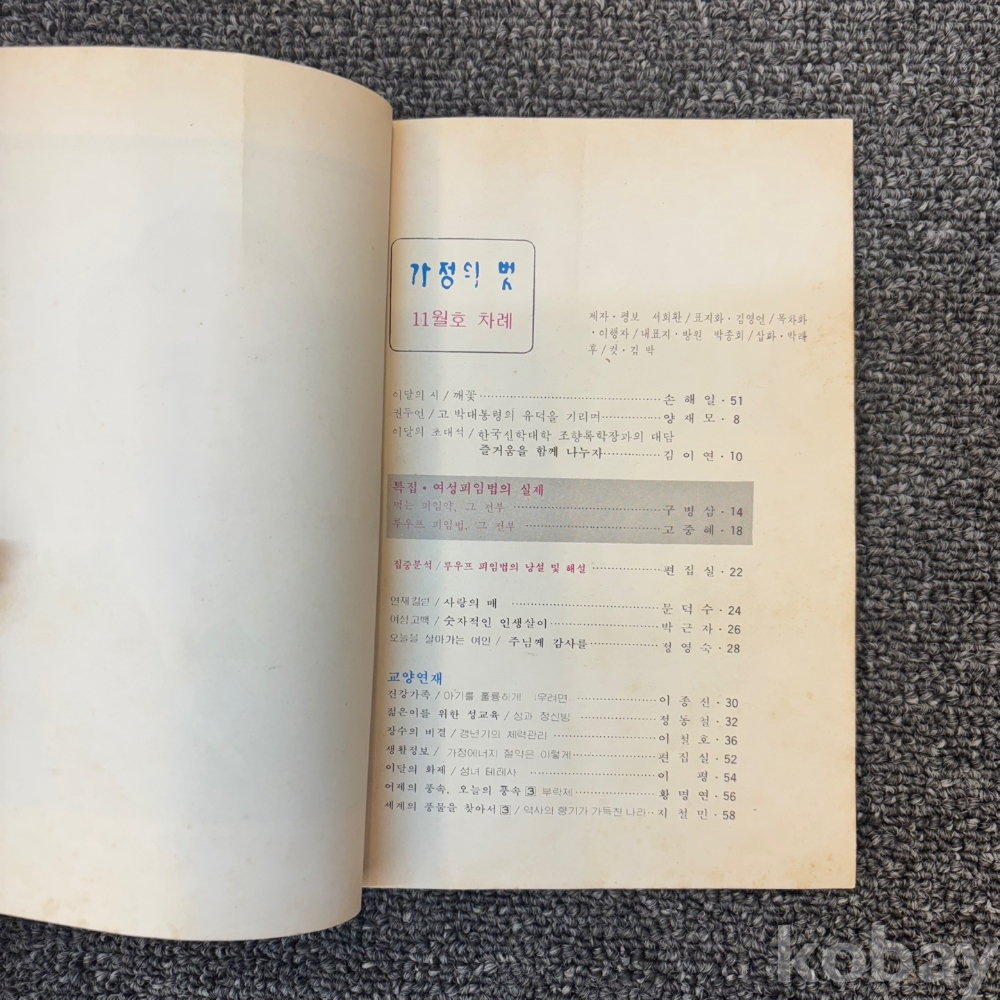 가정의 벗
11월호 차례
제자·평보 서희환/표지화·김영언/목차화
·이행자/내표지·방원 박종회/삽화·박래
후/컷·김 박
이달의 시/깨꽃 손 해 일·51
권두언/고 박대통령의 유덕을 기리며 양 재 모·8
이달의 초대석/한국신학대학 조향록학장과의 대담
즐거움을 함께 나누자 김 이 연·10
특집·여성피임법의 실제
먹는 피임약, 그 전부 구 병 삼·14
루우프 피임법, 그 전부 고 중 혜·18
집중분석/루우프 피임법의 낭설 및 해설 편 집 실·22
연재컬럼/사랑의 매 문 덕 수·24
여성고백/숫자적인 인생살이 박 근 자·26
오늘을 살아가는 여인/주님께 감사를 정 영 숙·28
교양연재
건강가족/아기를 훌륭하게 우려면 이 종 진·30
젊은이를 위한 성교육/성과 정신병 정 동 철·32
장수의 비결/갱년기의 체력관리 이 철 호·36
생활정보/가정에너지 절약은 이렇게 편 집 실·52
이달의 화제/성녀 테레사 이 평·54
어제의 풍속, 오늘의 풍속 3 부락제 황 명 연·56
세계의 풍물을 찾아서 3/역사의 향기가 가득찬 나라 지 철 민·58
kobay